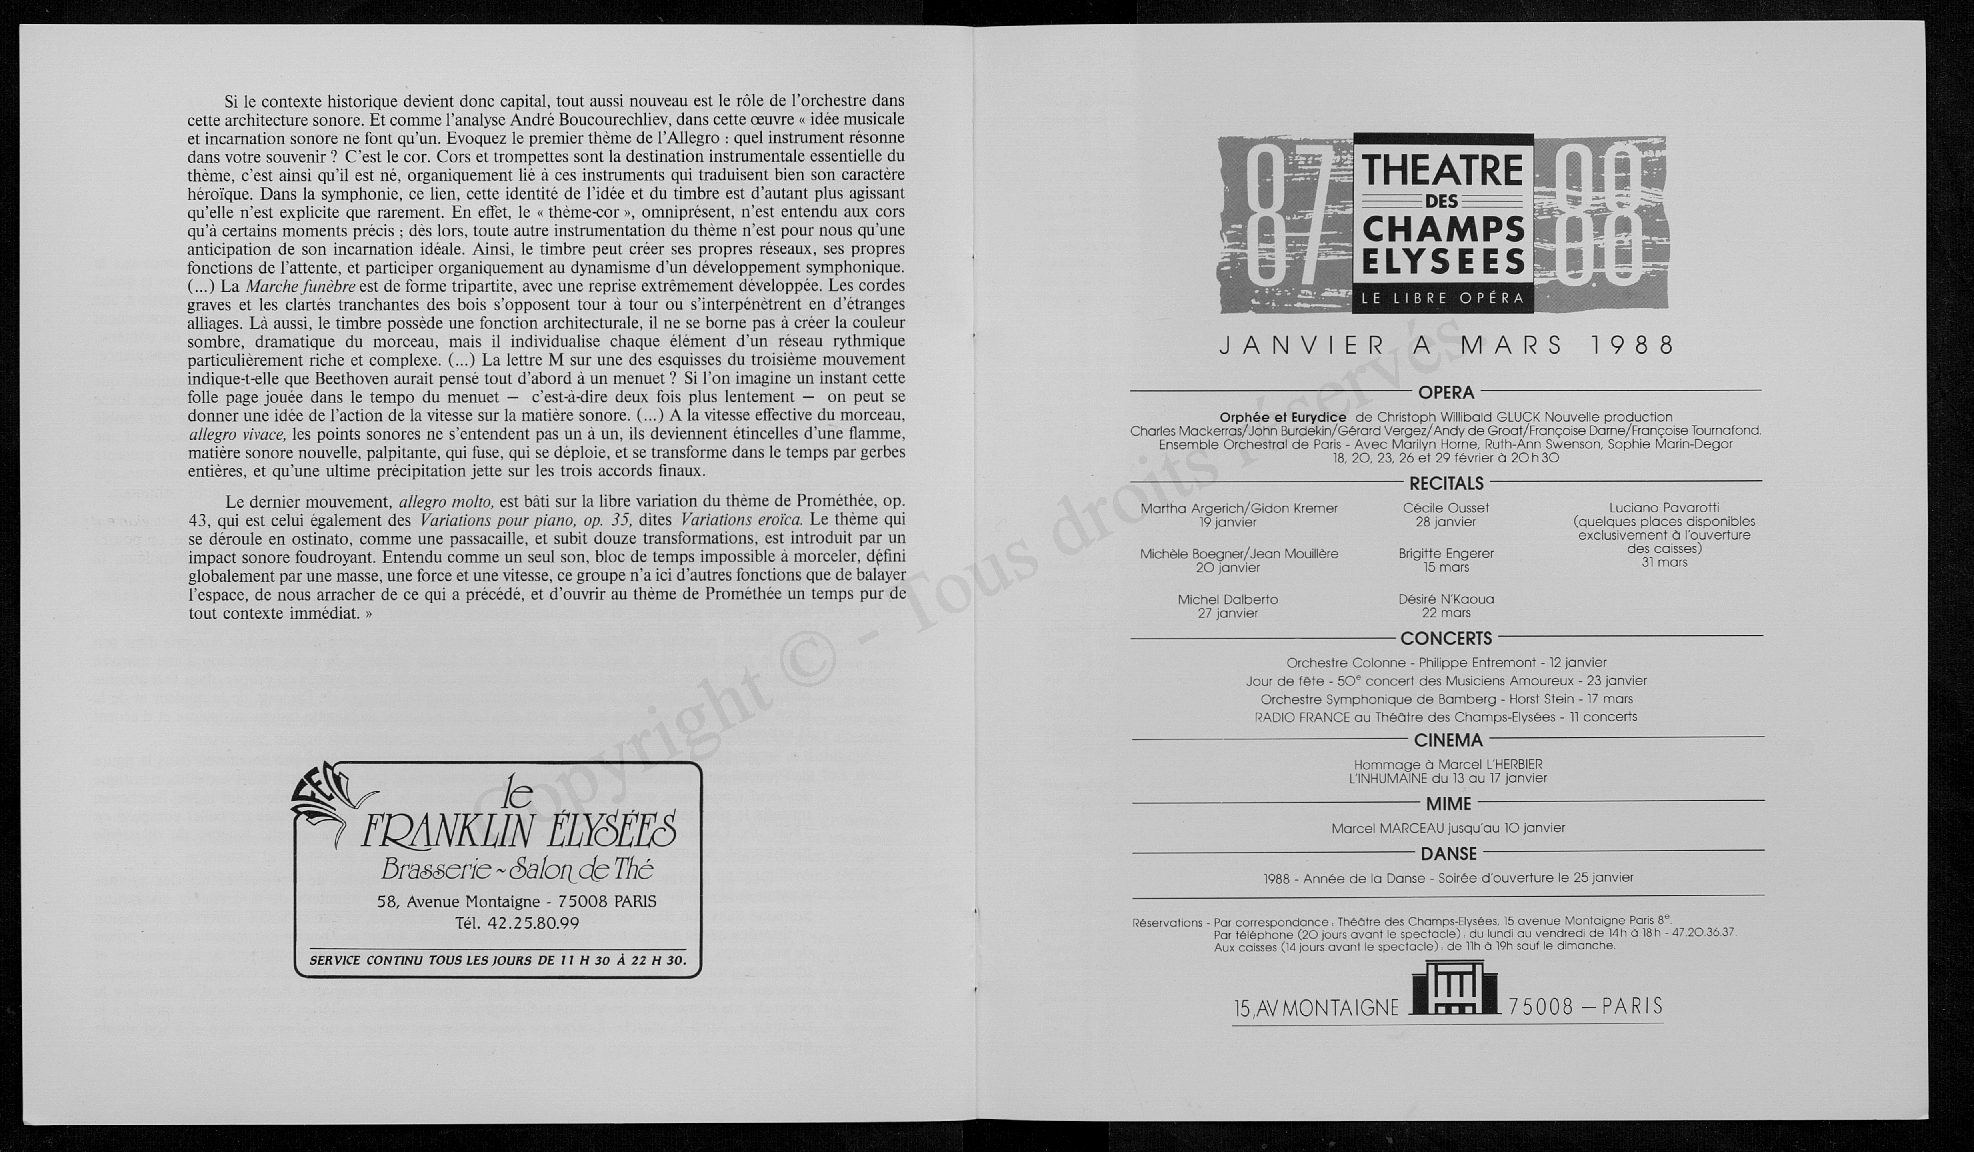 Si le contexte historique devient donc capital, tout aussi nouveau est le rôle de l'orchestre dans
cette architecture sonore. Et comme l'analyse André Boucourechliev, dans cette œuvre « idée musicale
et incarnation sonore ne font qu'un. Evoquez le premier thème de l'Allegro : quel instrument résonne
dans votre souvenir ? C'est le cor. Cors et trompettes sont la destination instrumentale essentielle du
thème, c'est ainsi qu'il est né, organiquement lié à ces instruments qui traduisent bien son caractère
héroïque. Dans la symphonie, ce lien, cette identité de l'idée et du timbre est d'autant plus agissant
qu'elle n'est explicite que rarement. En effet, le « thème-cor », omniprésent, n'est entendu aux cors
qu'à certains moments précis ; dès lors, toute autre instrumentation du thème n'est pour nous qu'une
anticipation de son incarnation idéale. Ainsi, le timbre peut créer ses propres réseaux, ses propres
fonctions de l'attente, et participer organiquement au dynamisme d'un développement symphonique.
(...) La Marche funèbre est de forme tripartite, avec une reprise extrêmement développée. Les cordes
graves et les clartés tranchantes des bois s'opposent tour à tour ou s'interpénètrent en d'étranges
alliages. Là aussi, le timbre possède une fonction architecturale, il ne se borne pas à créer la couleur
sombre, dramatique du morceau, mais il individualise chaque élément d'un réseau rythmique
particulièrement riche et complexe. (...) La lettre M sur une des esquisses du troisième mouvement
indique-t-elle que Beethoven aurait pensé tout d'abord à un menuet ? Si l'on imagine un instant cette
folle page jouée dans le tempo du menuet — c'est-à-dire deux fois plus lentement — on peut se
donner une idée de l'action de la vitesse sur la matière sonore. (...) A la vitesse effective du morceau,
allegro vivace, les points sonores ne s'entendent pas un à un, ils deviennent étincelles d'une flamme,
matière sonore nouvelle, palpitante, qui fuse, qui se déploie, et se transforme dans le temps par gerbes
entières, et qu'une ultime précipitation jette sur les trois accords finaux.
Le dernier mouvement, allegro molto, est bâti sur la libre variation du thème de Prométhée, op.
43, qui est celui également des Variations pour piano, op. 35, dites Variations eroïca. Le thème qui
se déroule en ostinato, comme une passacaille, et subit douze transformations, est introduit par un
impact sonore foudroyant. Entendu comme un seul son, bloc de temps impossible à morceler, défini
globalement par une masse, une force et une vitesse, ce groupe n'a ici d'autres fonctions que de balayer
l'espace, de nous arracher de ce qui a précédé, et d'ouvrir au thème de Prométhée un temps pur de
tout contexte immédiat. »
FE
le
FRANKLIN ÉLYSÉES
Brasserie ~ Salon de Thé
58, Avenue Montaigne - 75008 PARIS
Tél. 42.25.80.99
SERVICE CONTINU TOUS LES JOURS DE 11 H 30 À 22 H 30.
87 88
THEATRE
DES
CHAMPS
ELYSEES
LE LIBRE OPÉRA
JANVIER A MARS 1988
OPERA
Orphée et Eurydice de Christoph Willibald GLUCK Nouvelle production
Charles Mackerras/John Burdekin/Gérard Vergez/Andy de Groat/Françoise Darne/Françoise Tournafond.
Ensemble Orchestral de Paris - Avec Marilyn Horne, Ruth-Ann Swenson, Sophie Marin-Degor
18, 20, 23, 26 et 29 février à 20 h 30
RECITALS
Martha Argerich/Gidon Kremer
19 janvier
Michèle Boegner/Jean Mouillère
20 janvier
Michel Dalberto
27 janvier
Cécile Ousset
28 janvier
Brigitte Engerer
15 mars
Désiré N'Kaoua
22 mars
Luciano Pavarotti
(quelques places disponibles
exclusivement à l'ouverture
des caisses)
31 mars
CONCERTS
Orchestre Colonne - Philippe Entremont - 12 janvier
Jour de fête - 50e concert des Musiciens Amoureux - 23 janvier
Orchestre Symphonique de Bamberg - Horst Stein - 17 mars
RADIO FRANCE au Théâtre des Champs-Elysées - 11 concerts
CINEMA
Hommage à Marcel L'HERBIER
L'INHUMAINE du 13 au 17 janvier
MIME
Marcel MARCEAU jusqu'au 10 janvier
DANSE
1988 - Année de la Danse - Soirée d'ouverture le 25 janvier
Réservations - Par correspondance : Théâtre des Champs-Elysées, 15 avenue Montaigne Paris 8e.
Par téléphone (20 jours avant le spectacle) : du lundi au vendredi de 14h à 18h - 47.20.36.37.
Aux caisses (14 jours avant le spectacle) : de 11h à 19h sauf le dimanche.
15, AV MONTAIGNE 75008 – PARIS
Copyright © - Tous droits réservés.